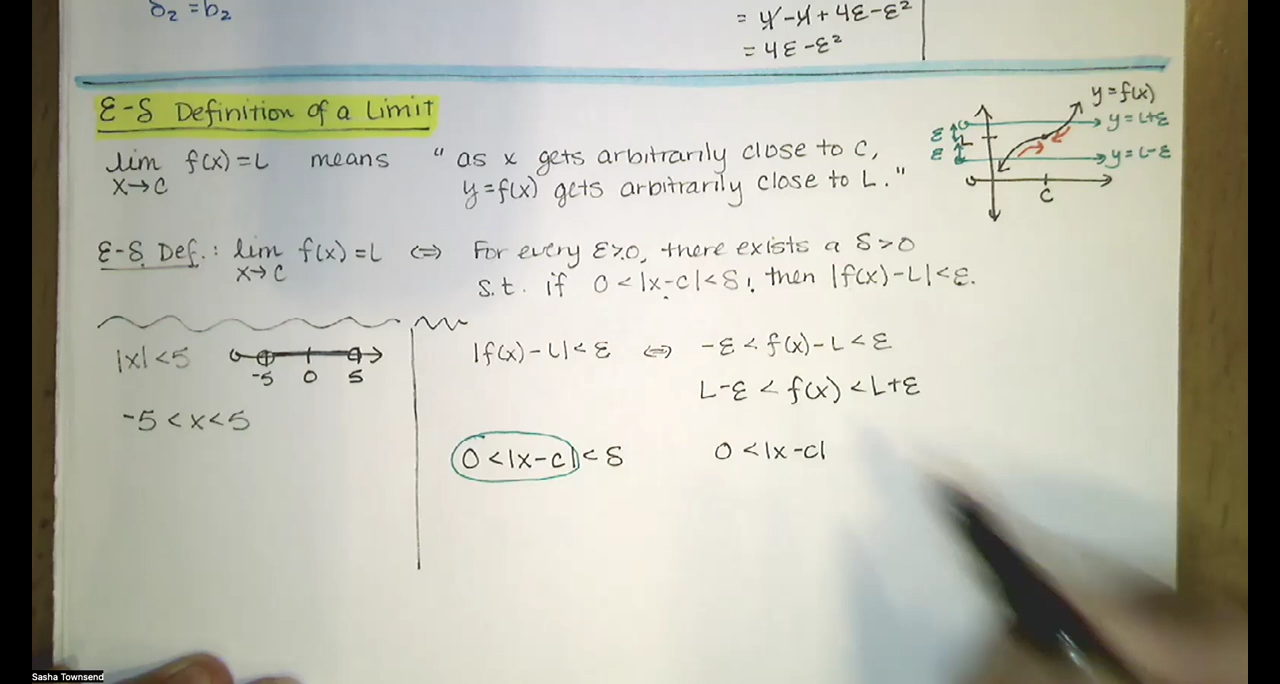 δ₂ = b₂
= 4 - 4 + 4ε - ε²
= 4ε - ε²
ε-δ Definition of a Limit
lim f(x) = L means " as x gets arbitrarily close to c,
x→c
y = f(x) gets arbitrarily close to L. "
y = f(x)
y = L+ε
ε
L
ε
y = L-ε
c
ε-δ Def.: lim f(x) = L ⇔ For every ε>0, there exists a δ>0
x→c
s.t. if 0 < |x-c| < δ, then |f(x)-L| < ε.
|x| < 5
-5 0 5
-5 < x < 5
|f(x)-L| < ε ⇔ -ε < f(x)-L < ε
L-ε < f(x) < L+ε
0 < |x-c| < δ 0 < |x-c|
Sasha Townsend